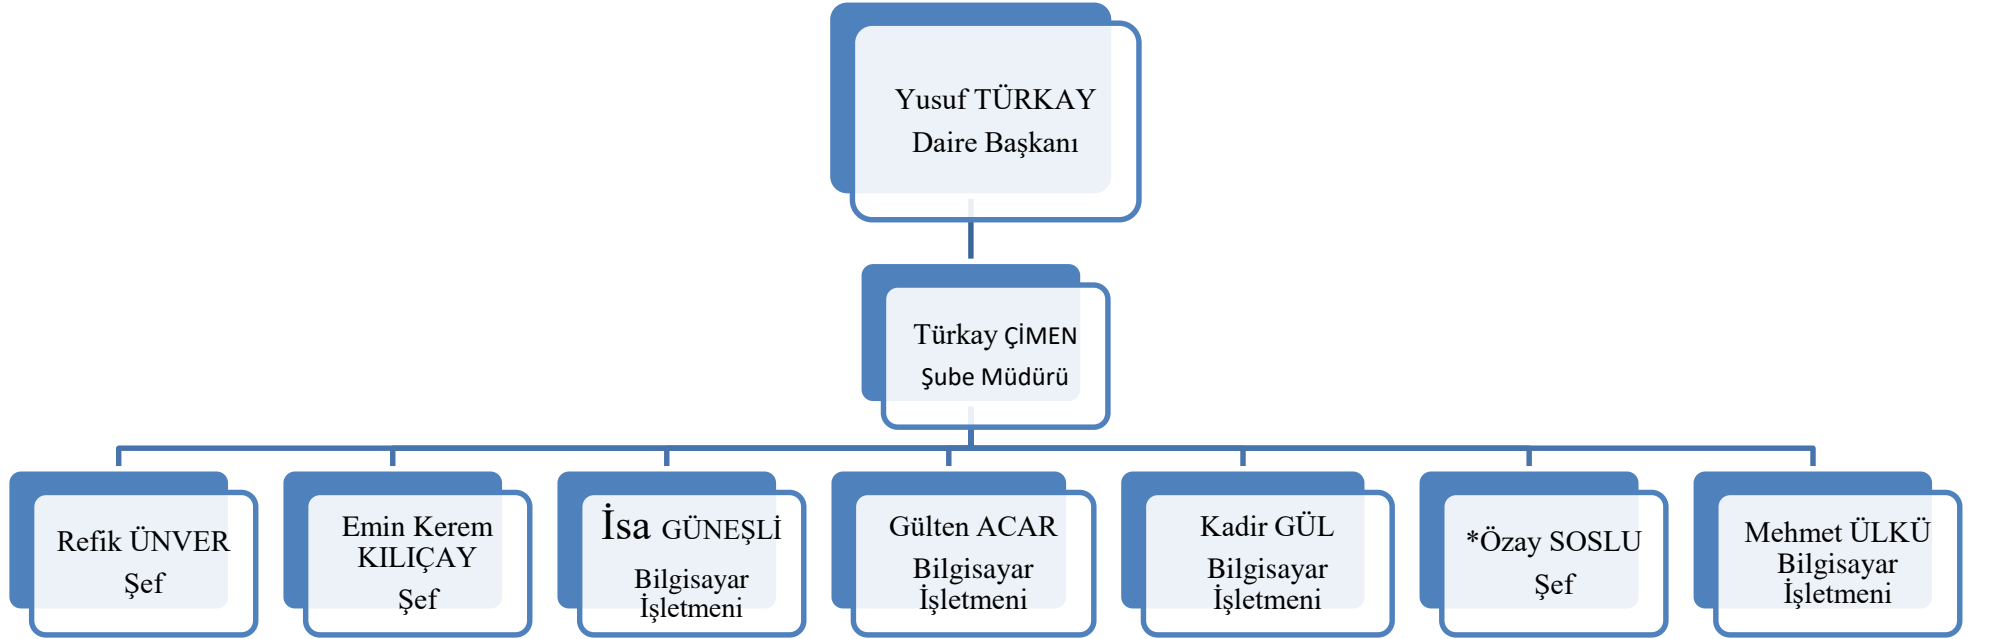 Yusuf TÜRKAY
Daire Başkanı
Türkay ÇİMEN
Şube Müdürü
Refik ÜNVER
Şef
Emin Kerem
KILIÇAY
Şef
İsa GÜNEŞLİ
Bilgisayar
İşletmeni
Gülten ACAR
Bilgisayar
İşletmeni
Kadir GÜL
Bilgisayar
İşletmeni
*Özay SOSLU
Şef
Mehmet ÜLKÜ
Bilgisayar
İşletmeni